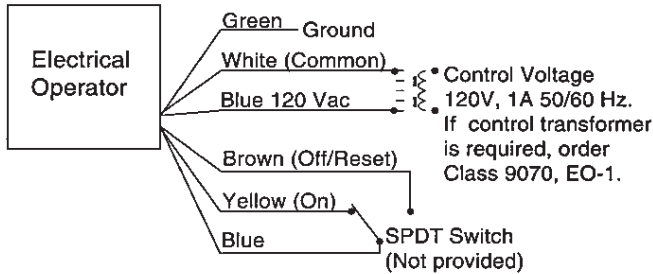 Electrical
Operator
Green
Ground
White (Common)
Blue 120 Vac
Control Voltage
120V, 1A 50/60 Hz.
If control transformer
is required, order
Class 9070, EO-1.
Brown (Off/Reset)
Yellow (On)
Blue
SPDT Switch
(Not provided)